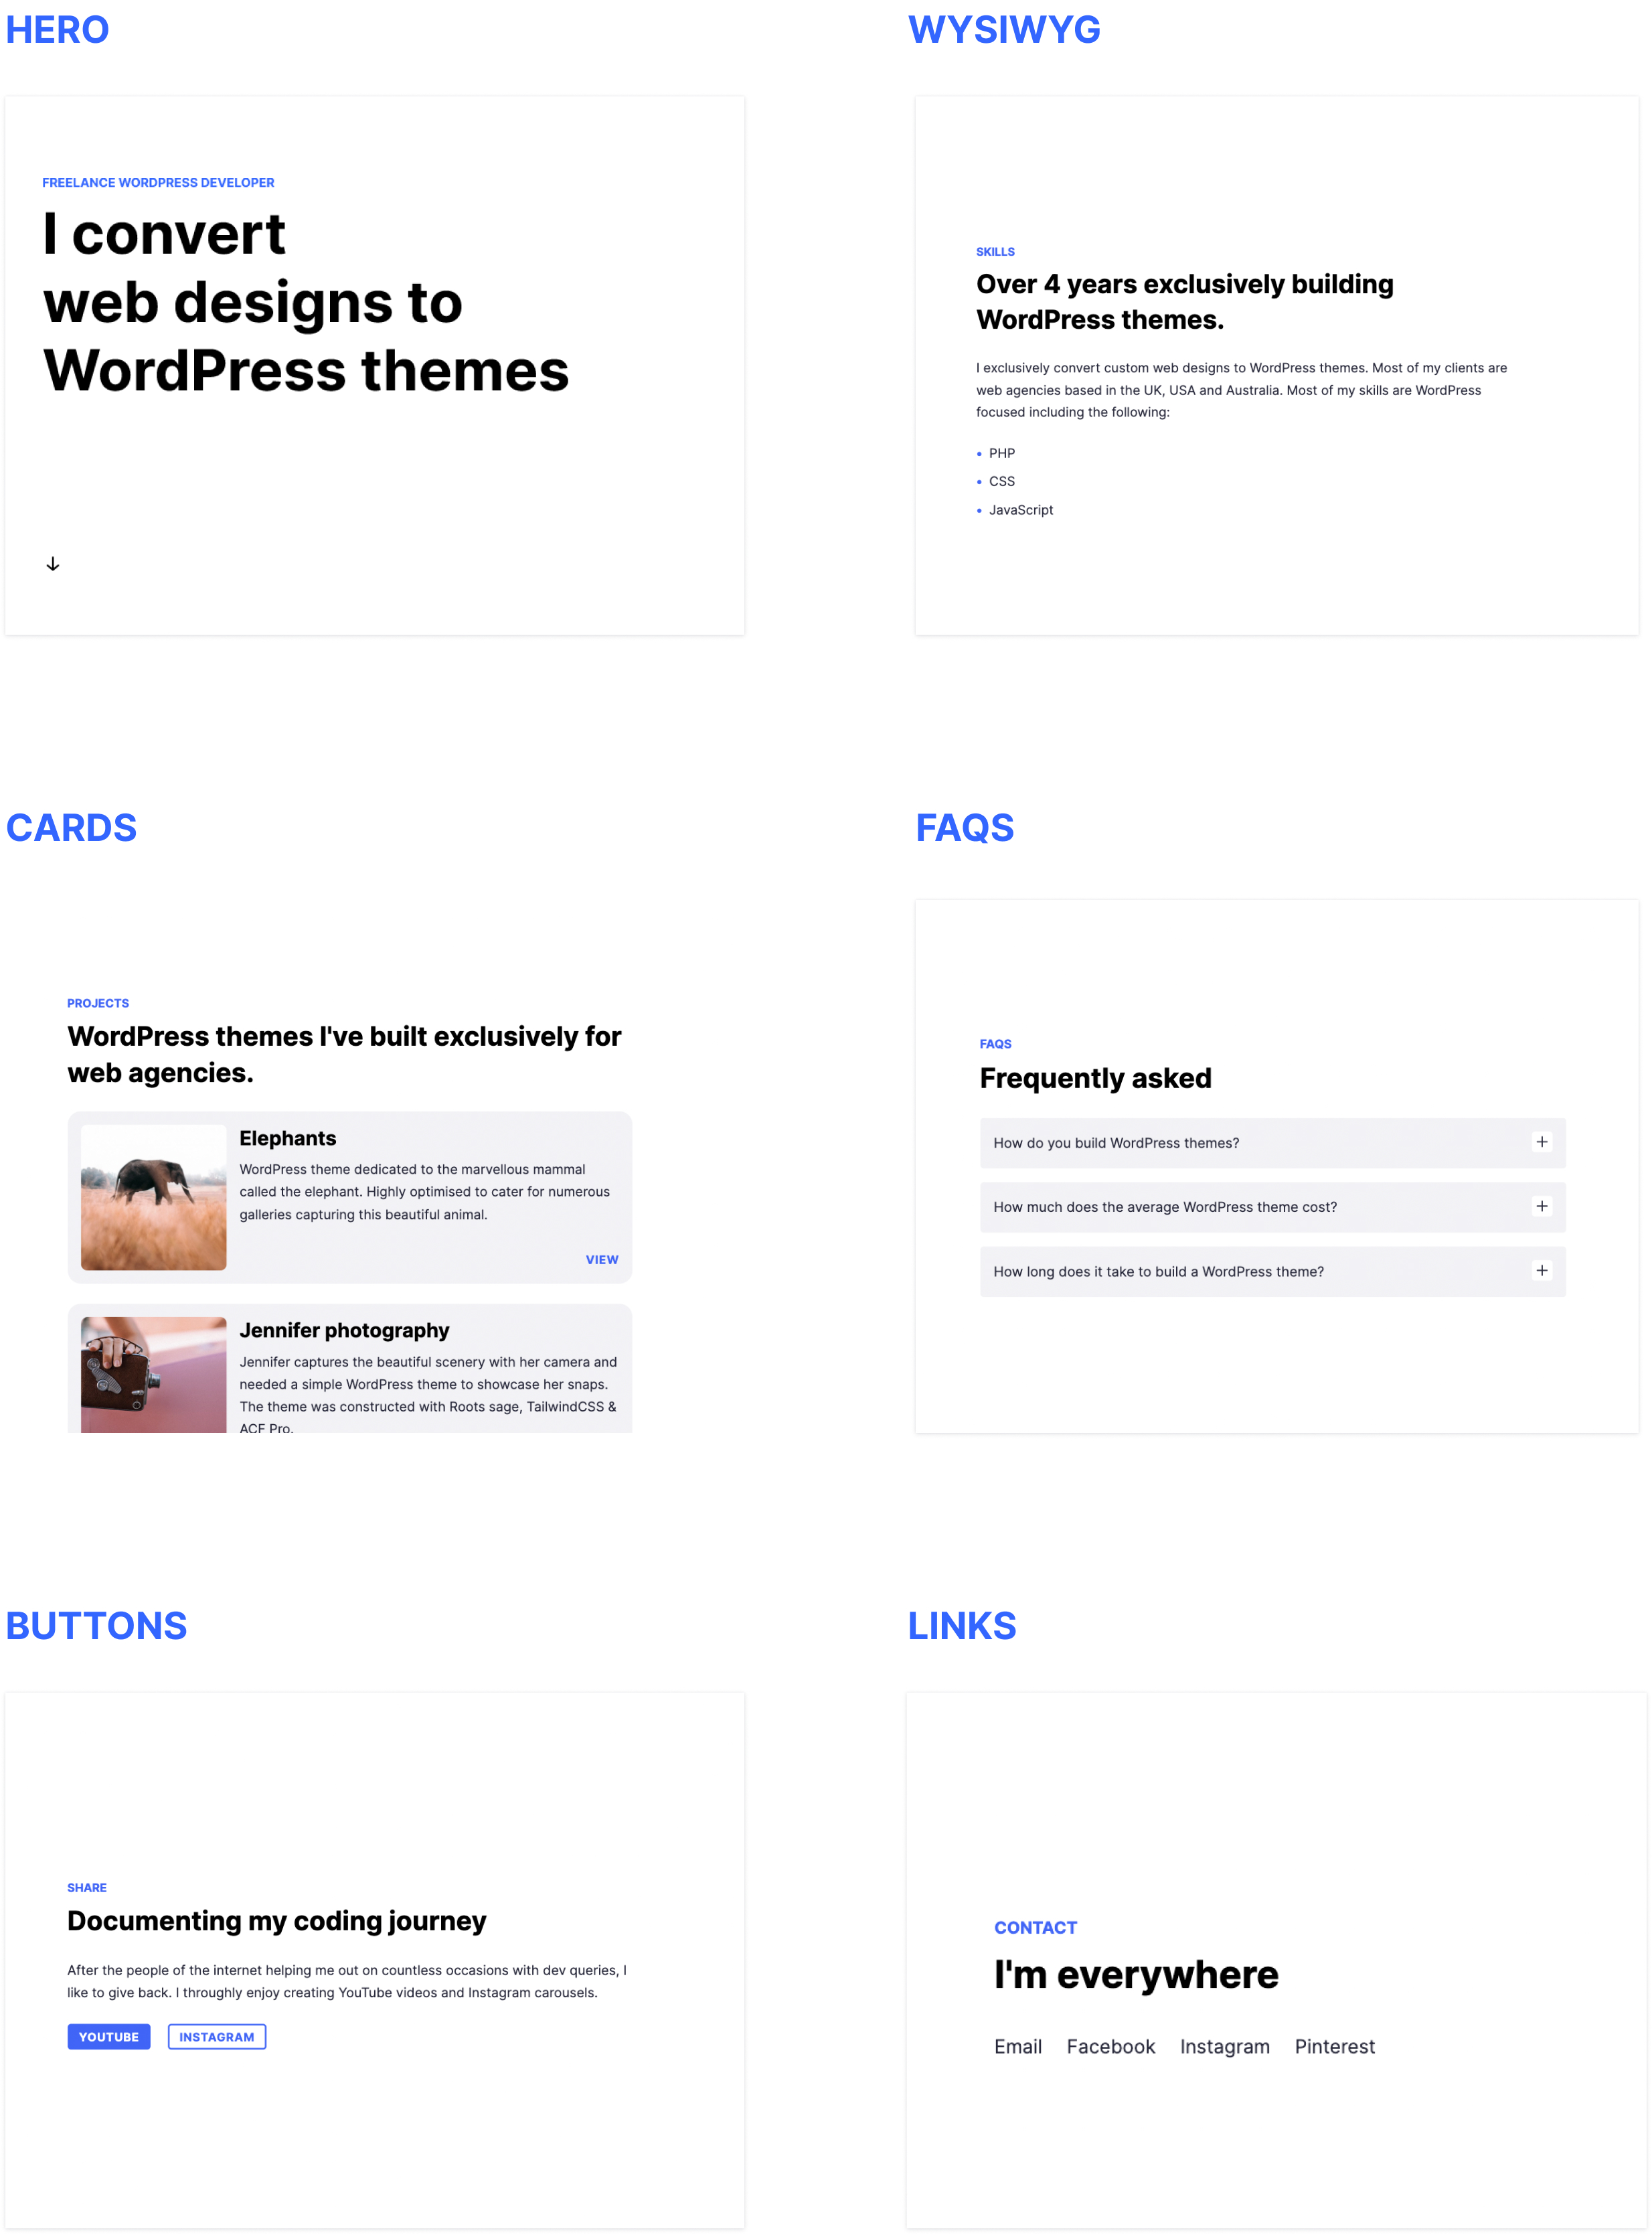 HERO
FREELANCE WORDPRESS DEVELOPER
I convert
web designs to
WordPress themes
WYSIWYG
SKILLS
Over 4 years exclusively building
WordPress themes.
I exclusively convert custom web designs to WordPress themes. Most of my clients are
web agencies based in the UK, USA and Australia. Most of my skills are WordPress
focused including the following:
PHP
CSS
JavaScript
CARDS
PROJECTS
WordPress themes I've built exclusively for
web agencies.
Elephants
WordPress theme dedicated to the marvellous mammal
called the elephant. Highly optimised to cater for numerous
galleries capturing this beautiful animal.
VIEW
Jennifer photography
Jennifer captures the beautiful scenery with her camera and
needed a simple WordPress theme to showcase her snaps.
The theme was constructed with Roots sage, TailwindCSS &
ACF Pro.
FAQS
FAQS
Frequently asked
How do you build WordPress themes?
How much does the average WordPress theme cost?
How long does it take to build a WordPress theme?
BUTTONS
SHARE
Documenting my coding journey
After the people of the internet helping me out on countless occasions with dev queries, I
like to give back. I throughly enjoy creating YouTube videos and Instagram carousels.
YOUTUBE INSTAGRAM
LINKS
CONTACT
I'm everywhere
Email Facebook Instagram Pinterest